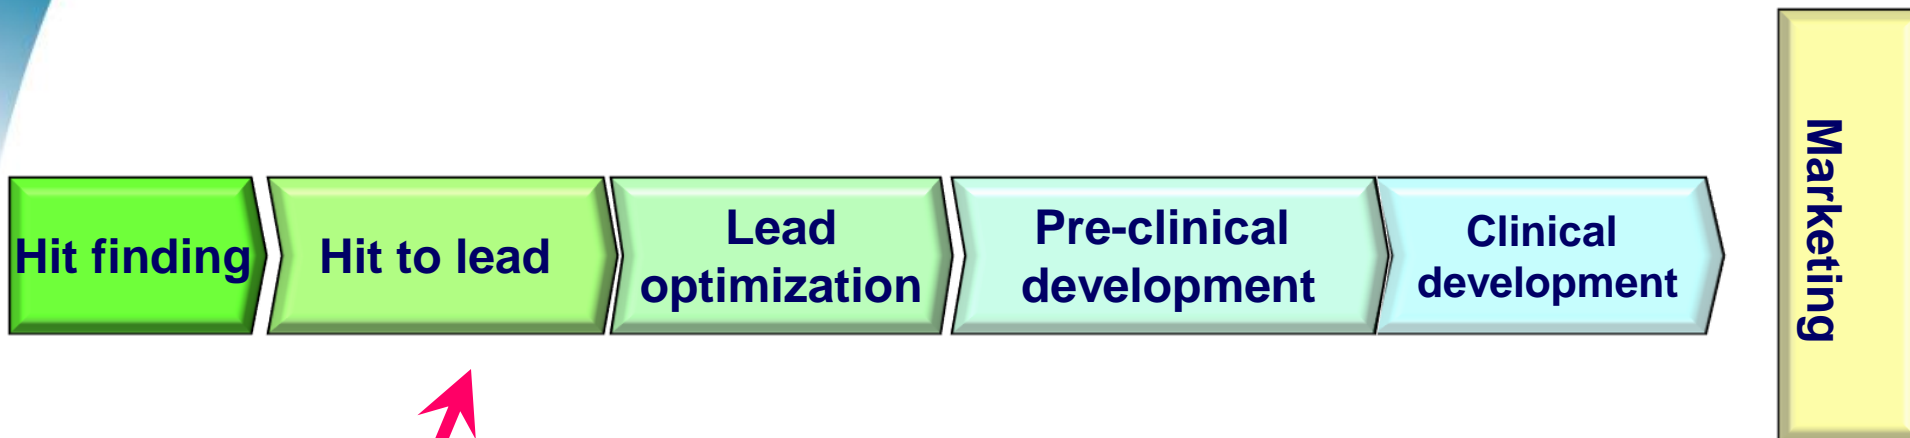 Hit finding
Hit to lead
Lead
optimization
Pre-clinical
development
Clinical
development
Marketing